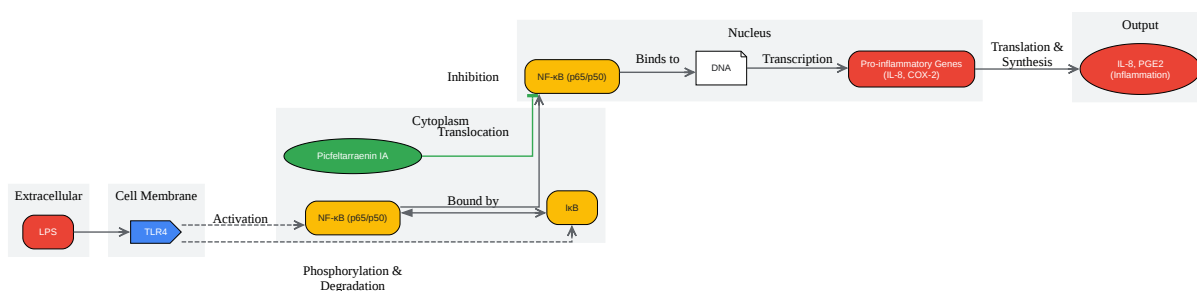 Extracellular
LPS
Cell Membrane
TLR4
Activation
Phosphorylation &
Degradation
Cytoplasm
Picfeltarraenin IA
NF-κB (p65/p50)
Bound by
IκB
Translocation
Inhibition
Nucleus
NF-κB (p65/p50)
Binds to
DNA
Transcription
Pro-inflammatory Genes
(IL-8, COX-2)
Translation &
Synthesis
Output
IL-8, PGE2
(Inflammation)